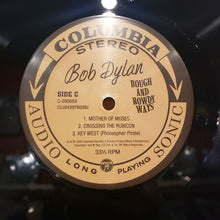 COLUMBIA
STEREO
Bob Dylan
SIDE C
ROUGH
AND
ROWDY
WAYS
1. MOTHER OF MUSES
2. CROSSING THE RUBICON
3. KEY WEST (Philosopher Pirate)
33⅓ RPM
AUDIO
LONG
PLAYING
SONIC